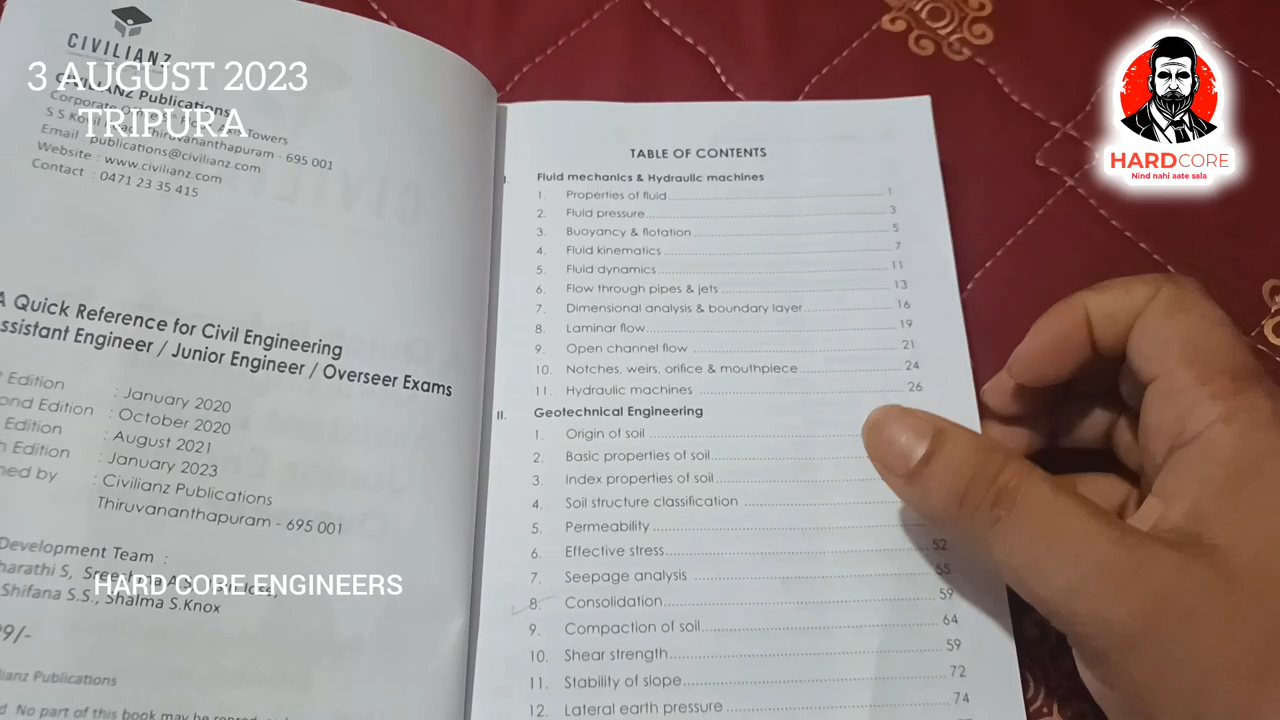 CIVILIANZ
3 AUGUST 2023
TRIPURA
CIVILIANZ Publications
Corporate Towers
S S Kovil Road, Thiruvananthapuram - 695 001
Email : publications@civilianz.com
Website : www.civilianz.com
Contact : 0471 23 35 415
A Quick Reference for Civil Engineering
Assistant Engineer / Junior Engineer / Overseer Exams
Edition : January 2020
Edition : October 2020
Edition : August 2021
Edition : January 2023
by : Civilianz Publications
Thiruvananthapuram - 695 001
Development Team :
HARD CORE ENGINEERS
Shifana S.S., Shalma S.Knox
9/-
Publications
No part of this book may be
TABLE OF CONTENTS
I. Fluid mechanics & Hydraulic machines
1. Properties of fluid 1
2. Fluid pressure 3
3. Buoyancy & flotation 5
4. Fluid kinematics 7
5. Fluid dynamics 11
6. Flow through pipes & jets 13
7. Dimensional analysis & boundary layer 16
8. Laminar flow 19
9. Open channel flow 21
10. Notches, weirs, orifice & mouthpiece 24
11. Hydraulic machines 26
II. Geotechnical Engineering
1. Origin of soil
2. Basic properties of soil
3. Index properties of soil
4. Soil structure classification
5. Permeability
6. Effective stress 52
7. Seepage analysis 55
8. Consolidation 59
9. Compaction of soil 64
10. Shear strength 59
11. Stability of slope 72
12. Lateral earth pressure 74
HARDCORE
Nind nahi aate sala